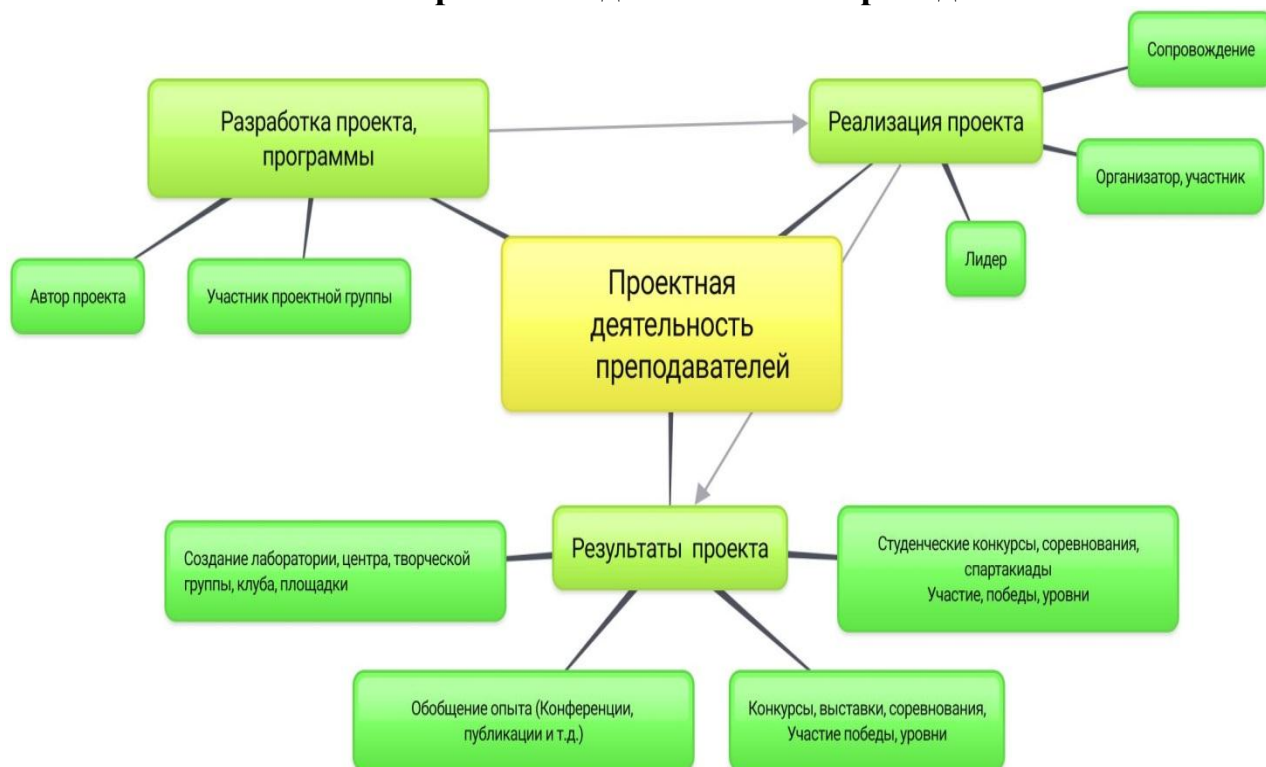 Разработка проекта,
программы
Реализация проекта
Сопровождение
Организатор, участник
Лидер
Автор проекта
Участник проектной группы
Проектная
деятельность
преподавателей
Результаты проекта
Создание лаборатории, центра, творческой
группы, клуба, площадки
Студенческие конкурсы, соревнования,
спартакиады
Участие, победы, уровни
Обобщение опыта (Конференции,
публикации и т.д.)
Конкурсы, выставки, соревнования,
Участие победы, уровни